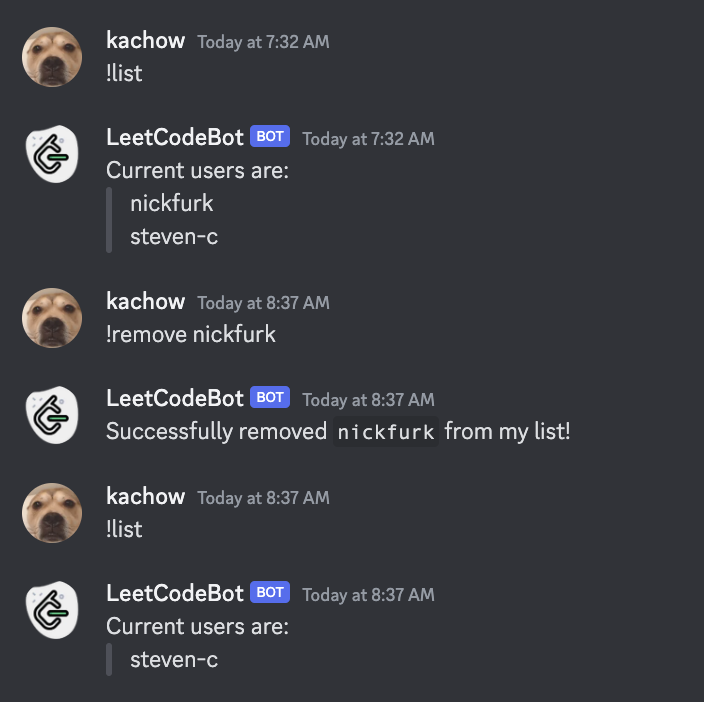 kachow Today at 7:32 AM
!list
LeetCodeBot BOT Today at 7:32 AM
Current users are:
nickfurk
steven-c
kachow Today at 8:37 AM
!remove nickfurk
LeetCodeBot BOT Today at 8:37 AM
Successfully removed nickfurk from my list!
kachow Today at 8:37 AM
!list
LeetCodeBot BOT Today at 8:37 AM
Current users are:
steven-c